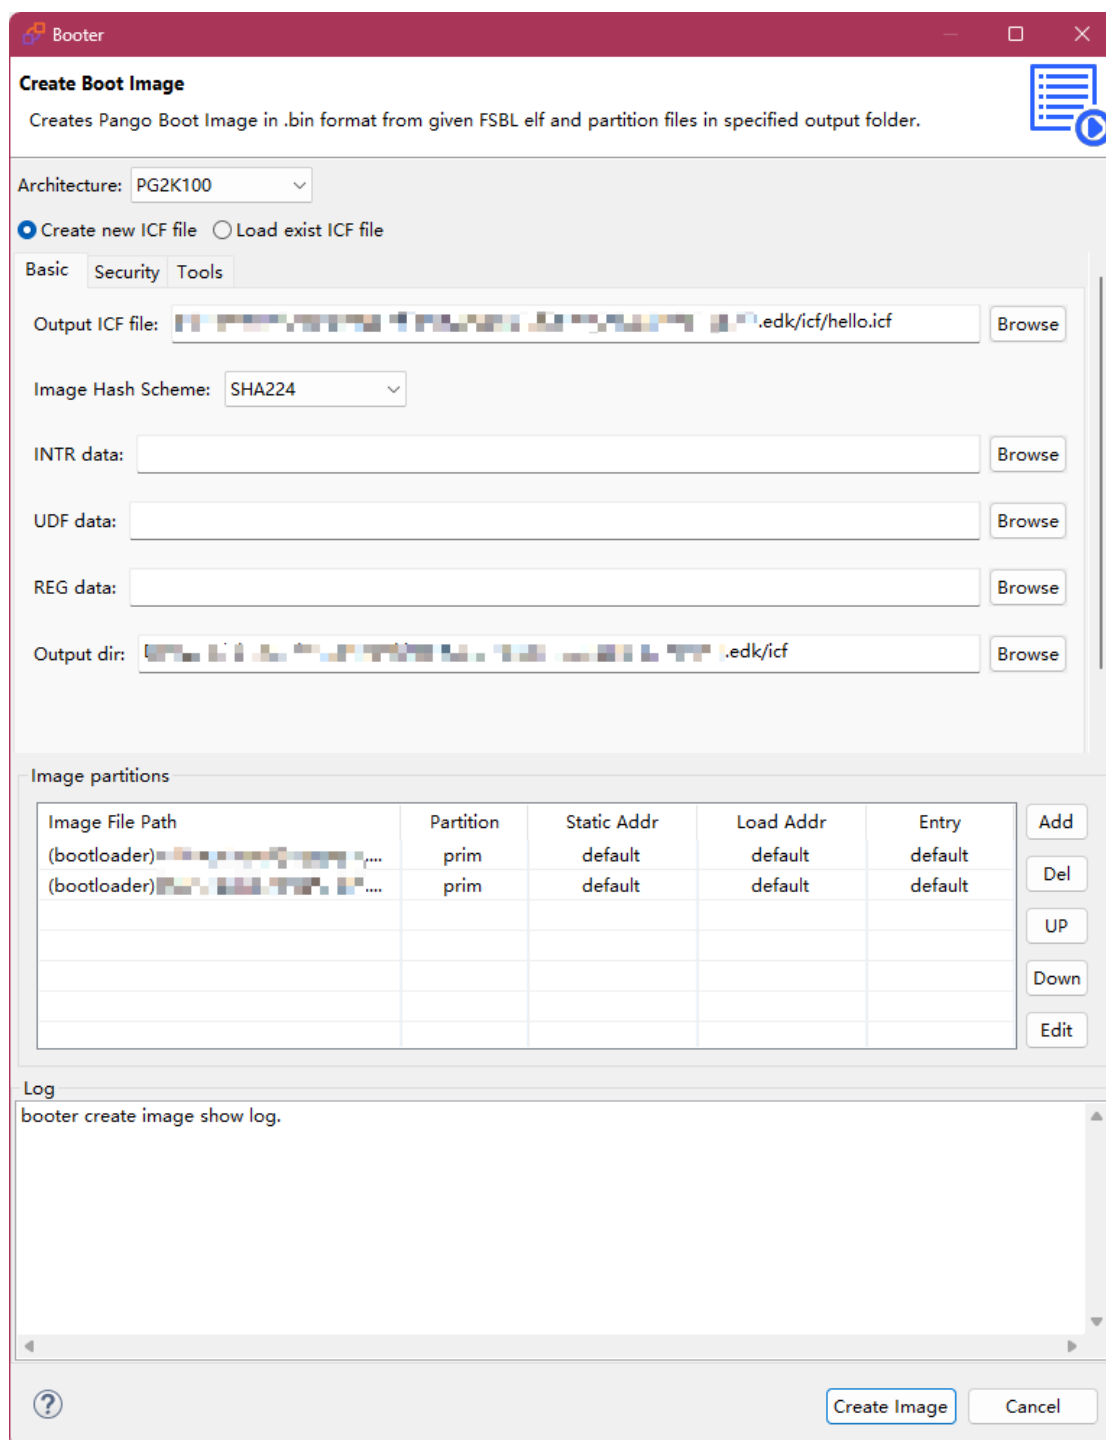 Booter
Create Boot Image
Creates Pango Boot Image in .bin format from given FSBL elf and partition files in specified output folder.
Architecture: PG2K100
Create new ICF file Load exist ICF file
Basic Security Tools
Output ICF file: .edk/icf/hello.icf Browse
Image Hash Scheme: SHA224
INTR data: Browse
UDF data: Browse
REG data: Browse
Output dir: .edk/icf Browse
Image partitions
Image File Path Partition Static Addr Load Addr Entry Add
(bootloader) .... prim default default default
Del
(bootloader) .... prim default default default
UP
Down
Edit
Log
booter create image show log.
? Create Image Cancel